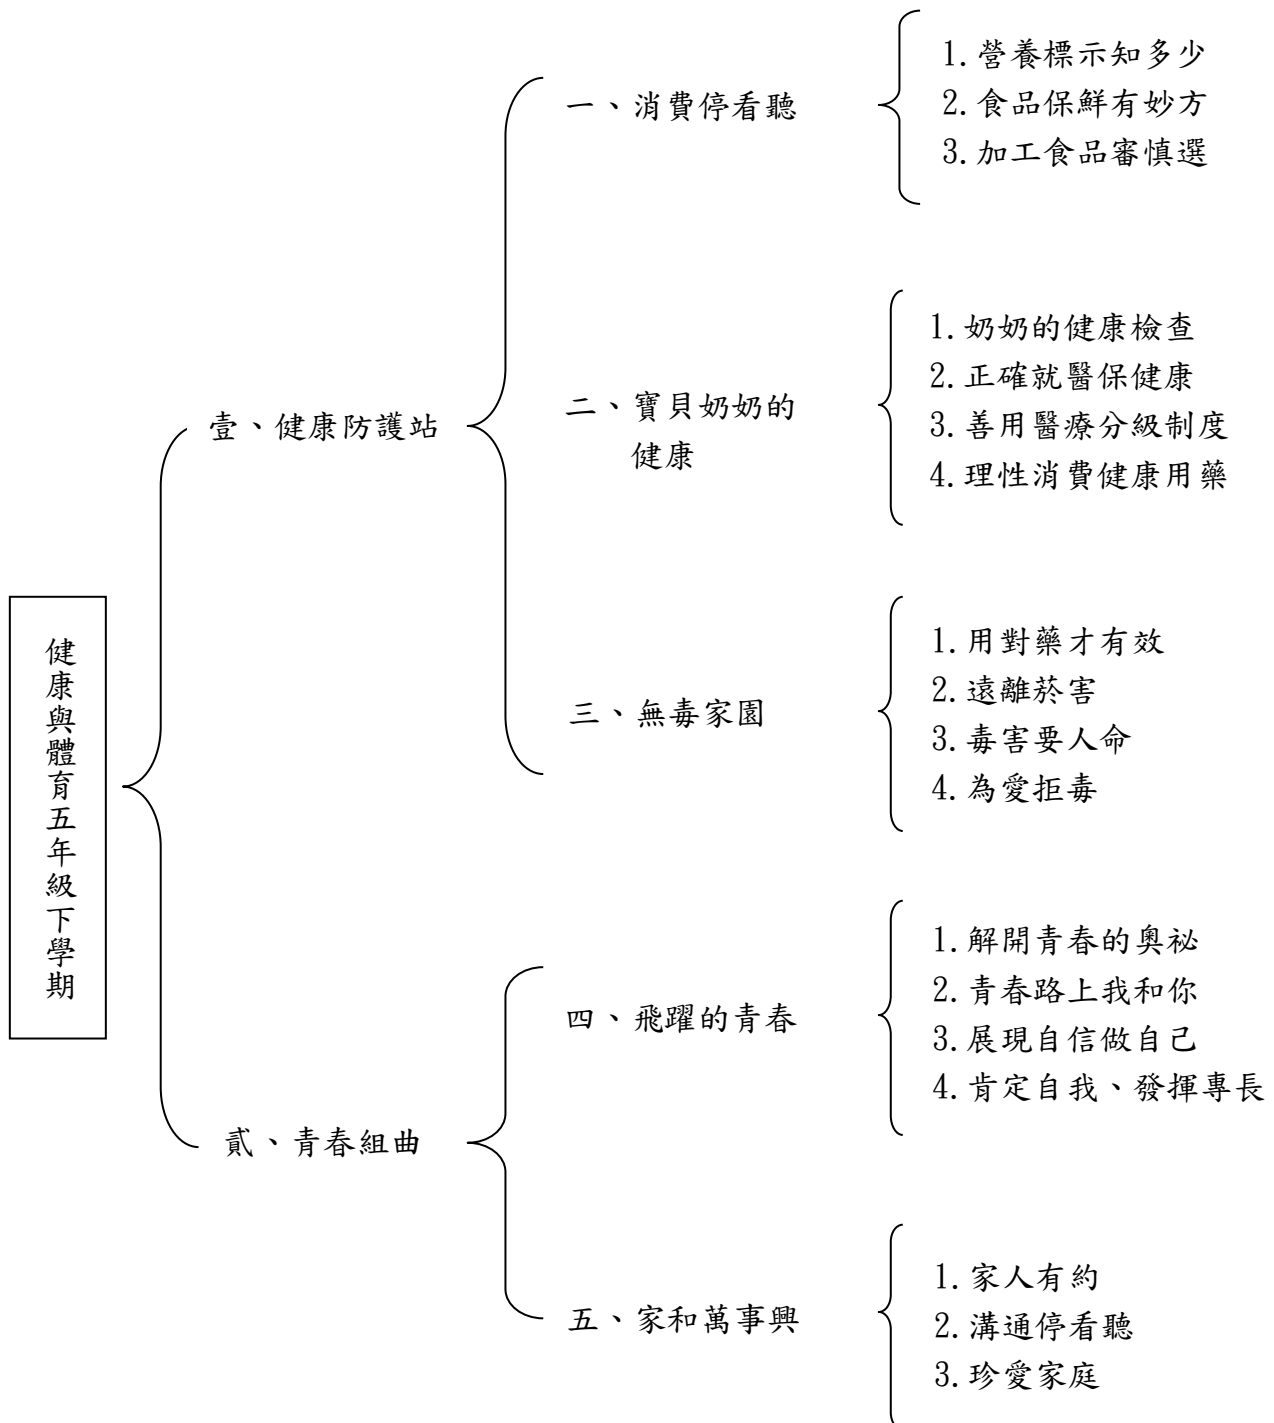 健康與體育五年級下學期
壹、健康防護站
一、消費停看聽
1.營養標示知多少
2.食品保鮮有妙方
3.加工食品審慎選
二、寶貝奶奶的
健康
1.奶奶的健康檢查
2.正確就醫保健康
3.善用醫療分級制度
4.理性消費健康用藥
三、無毒家園
1.用對藥才有效
2.遠離菸害
3.毒害要人命
4.為愛拒毒
貳、青春組曲
四、飛躍的青春
1.解開青春的奧祕
2.青春路上我和你
3.展現自信做自己
4.肯定自我、發揮專長
五、家和萬事興
1.家人有約
2.溝通停看聽
3.珍愛家庭